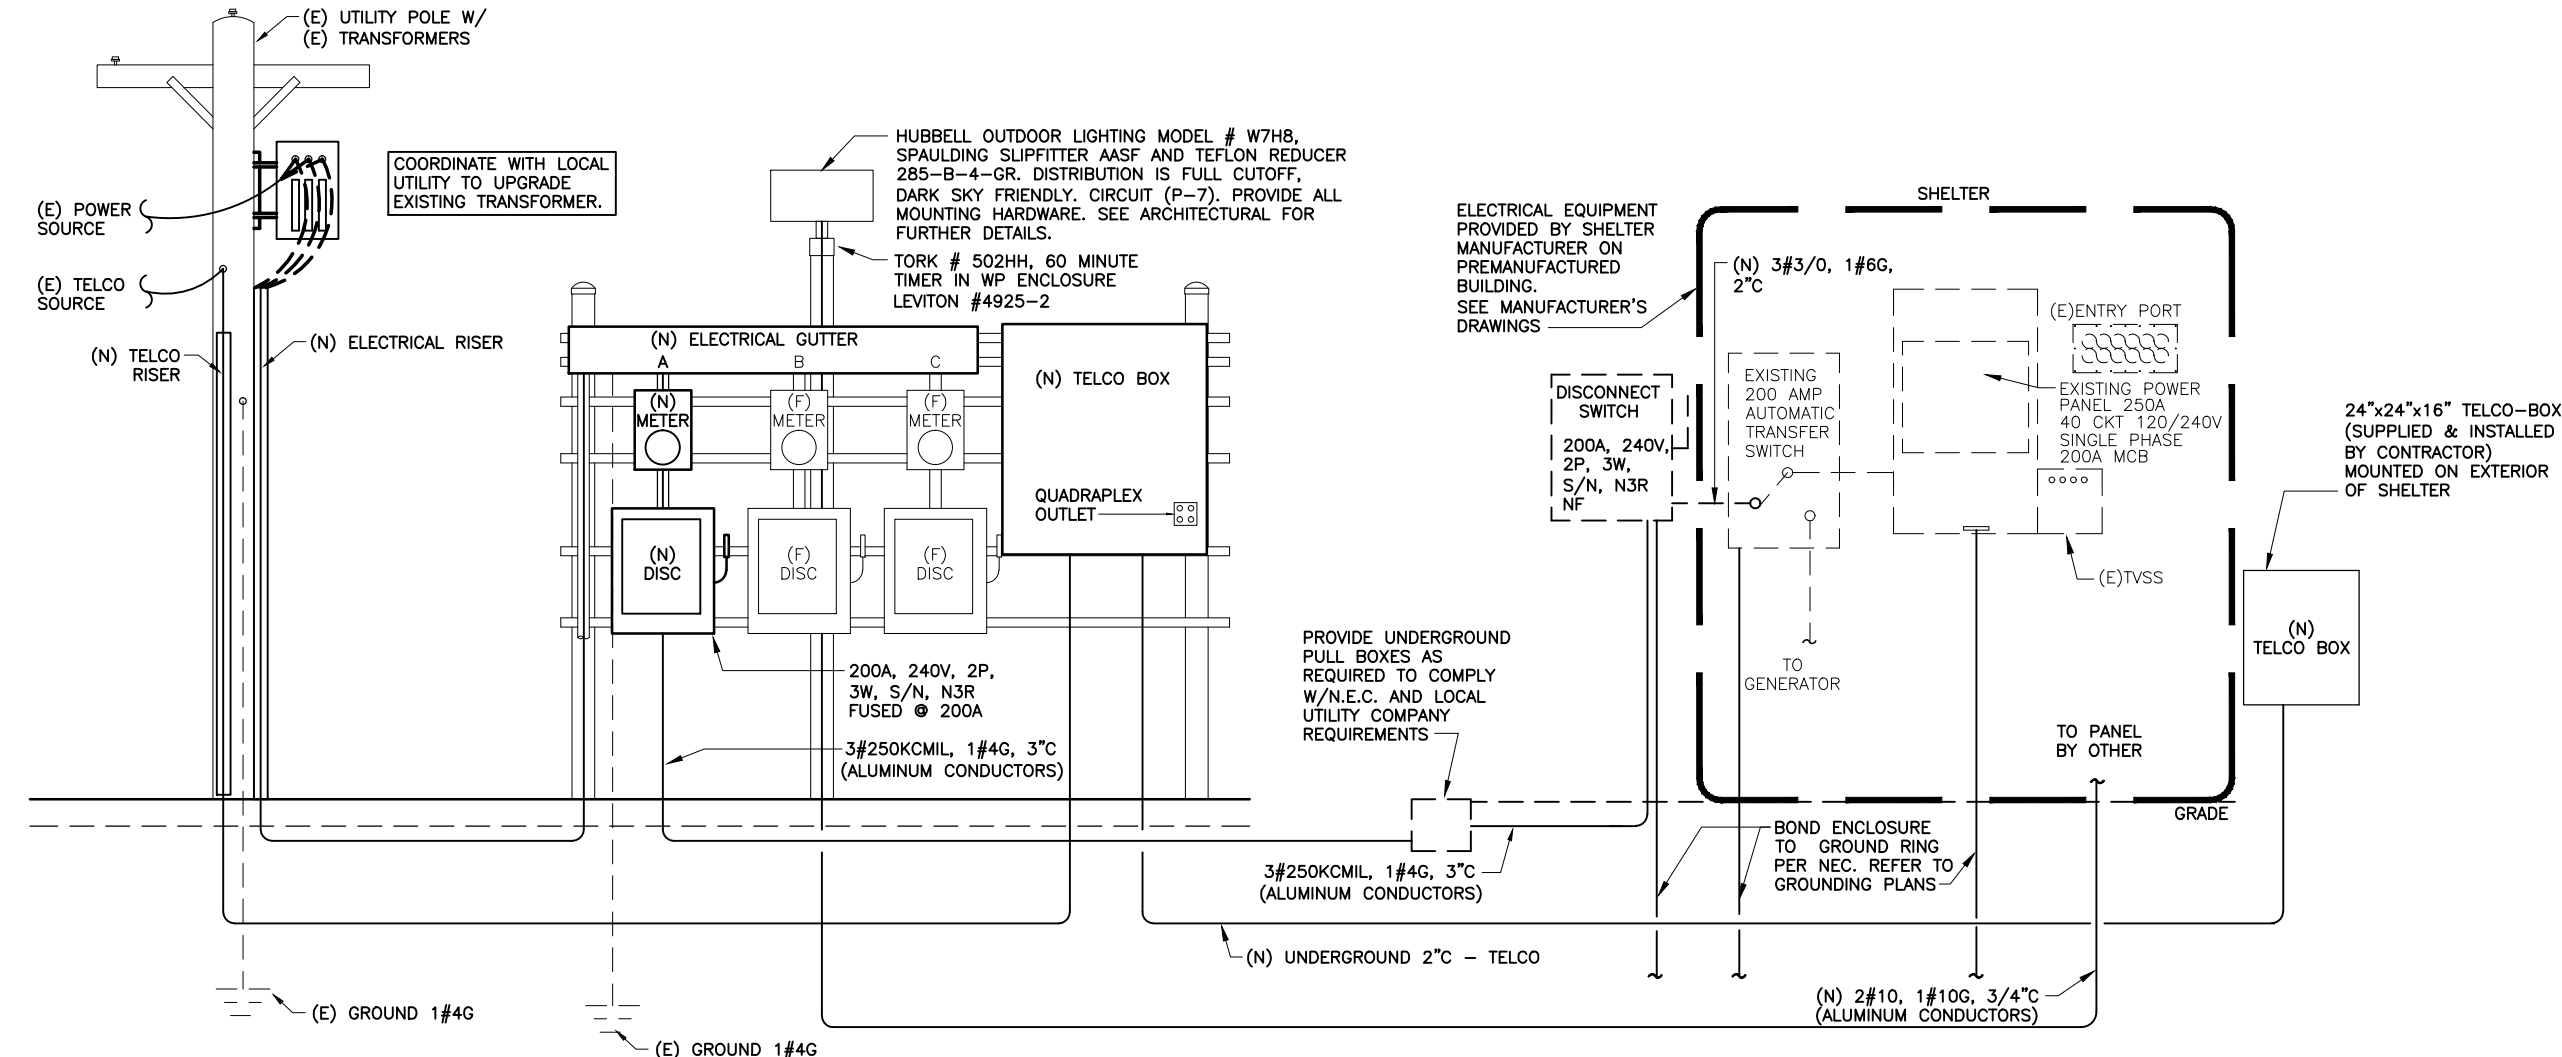 (E) UTILITY POLE W/
(E) TRANSFORMERS
COORDINATE WITH LOCAL
UTILITY TO UPGRADE
EXISTING TRANSFORMER.
(E) POWER
SOURCE
(E) TELCO
SOURCE
(N) TELCO
RISER
(N) ELECTRICAL RISER
HUBBELL OUTDOOR LIGHTING MODEL # W7H8,
SPAULDING SLIPFITTER AASF AND TEFLON REDUCER
285-B-4-GR. DISTRIBUTION IS FULL CUTOFF,
DARK SKY FRIENDLY. CIRCUIT (P-7). PROVIDE ALL
MOUNTING HARDWARE. SEE ARCHITECTURAL FOR
FURTHER DETAILS.
TORK # 502HH, 60 MINUTE
TIMER IN WP ENCLOSURE
LEVITON #4925-2
(N) ELECTRICAL GUTTER
A
B
C
(N)
METER
(F)
METER
(F)
METER
(N)
DISC
(F)
DISC
(F)
DISC
(N) TELCO BOX
QUADRAPLEX
OUTLET
200A, 240V, 2P,
3W, S/N, N3R
FUSED @ 200A
3#250KCMIL, 1#4G, 3"C
(ALUMINUM CONDUCTORS)
(E) GROUND 1#4G
(E) GROUND 1#4G
PROVIDE UNDERGROUND
PULL BOXES AS
REQUIRED TO COMPLY
W/N.E.C. AND LOCAL
UTILITY COMPANY
REQUIREMENTS
3#250KCMIL, 1#4G, 3"C
(ALUMINUM CONDUCTORS)
(N) UNDERGROUND 2"C - TELCO
ELECTRICAL EQUIPMENT
PROVIDED BY SHELTER
MANUFACTURER ON
PREMANUFACTURED
BUILDING.
SEE MANUFACTURER'S
DRAWINGS
DISCONNECT
SWITCH
200A, 240V,
2P, 3W,
S/N, N3R
NF
SHELTER
(N) 3#3/0, 1#6G,
2"C
EXISTING
200 AMP
AUTOMATIC
TRANSFER
SWITCH
TO
GENERATOR
(E)ENTRY PORT
EXISTING POWER
PANEL 250A
40 CKT 120/240V
SINGLE PHASE
200A MCB
(E)TVSS
TO PANEL
BY OTHER
GRADE
BOND ENCLOSURE
TO GROUND RING
PER NEC. REFER TO
GROUNDING PLANS
(N) 2#10, 1#10G, 3/4"C
(ALUMINUM CONDUCTORS)
24"x24"x16" TELCO-BOX
(SUPPLIED & INSTALLED
BY CONTRACTOR)
MOUNTED ON EXTERIOR
OF SHELTER
(N)
TELCO BOX